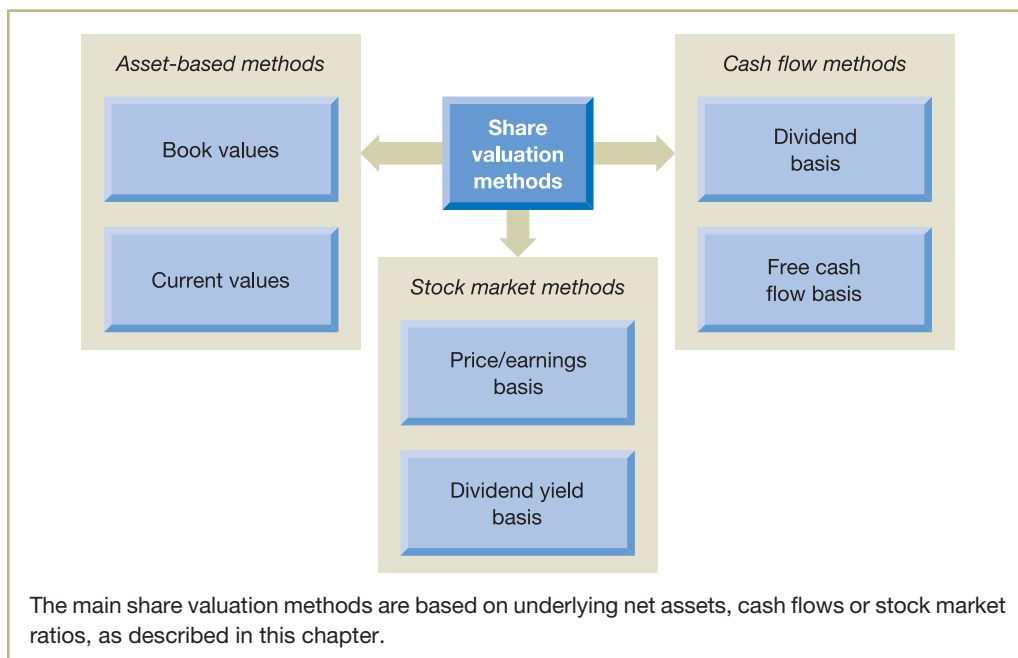 Asset-based methods
Book values
Current values
Share
valuation
methods
Cash flow methods
Dividend
basis
Free cash
flow basis
Stock market methods
Price/earnings
basis
Dividend yield
basis
The main share valuation methods are based on underlying net assets, cash flows or stock market
ratios, as described in this chapter.